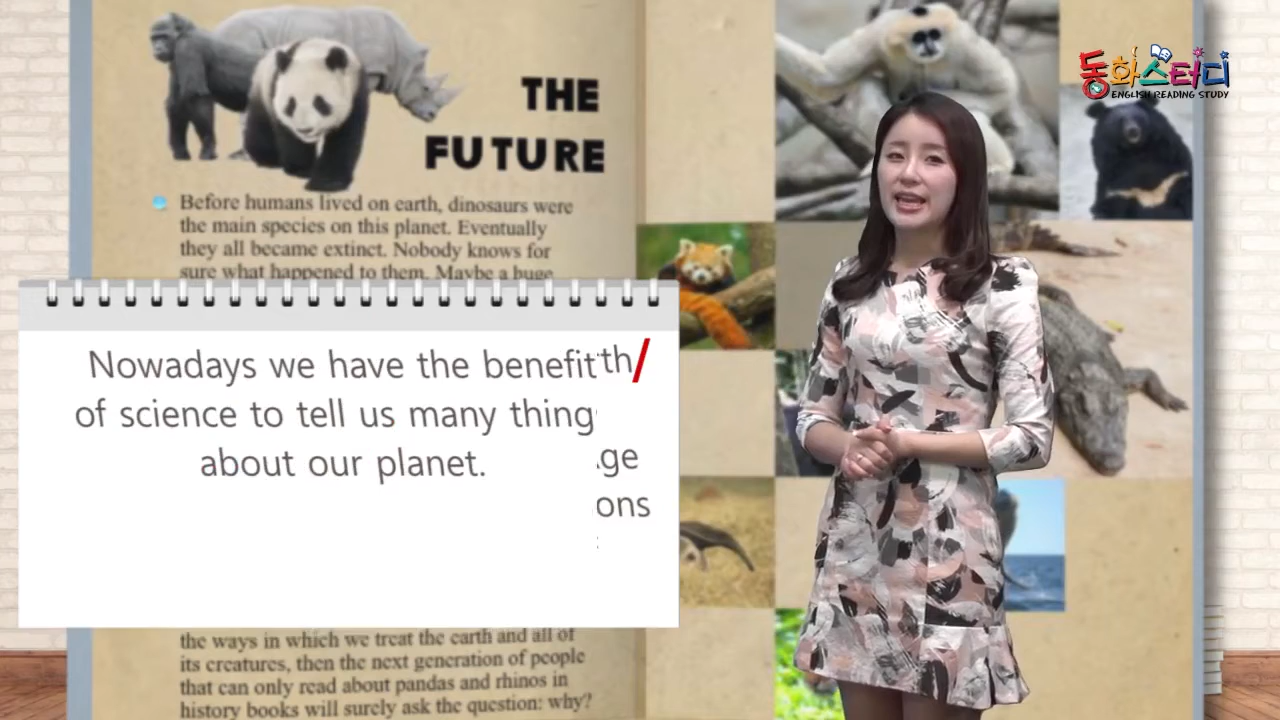 동화스터디
ENGLISH READING STUDY
THE
FUTURE
Before humans lived on earth, dinosaurs were
the main species on this planet. Eventually
they all became extinct. Nobody knows for
sure what happened to them. Maybe a huge
Nowadays we have the benefit th/
of science to tell us many thing
about our planet. ge
ons
the ways in which we treat the earth and all of
its creatures, then the next generation of people
that can only read about pandas and rhinos in
history books will surely ask the question: why?